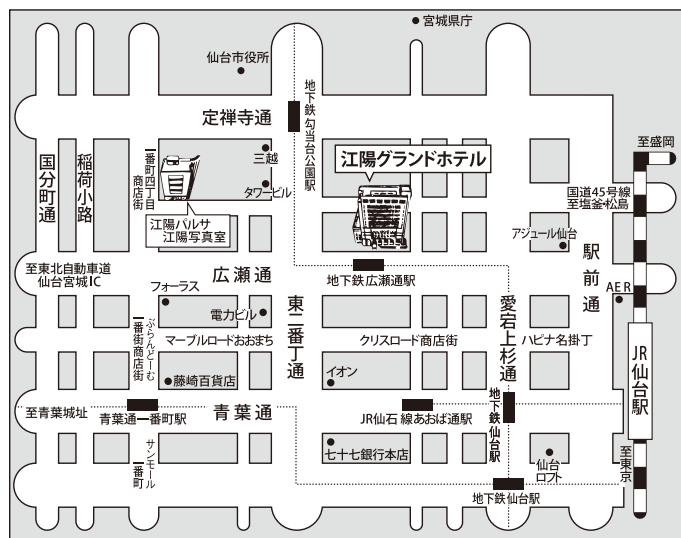 宮城県庁
仙台市役所
地下鉄勾当台公園駅
定禅寺通
至盛岡
国分町通
稲荷小路
一番町四丁目
商店街
三越
タワービル
江陽グランドホテル
国道45号線
至塩釜・松島
江陽パルサ
江陽写真室
アジュール仙台
駅前通
至東北自動車道
仙台宮城IC
広瀬通
地下鉄広瀬通駅
AER
フォーラス
電力ビル
東二番丁通
愛宕上杉通
ぶらんどーむ
一番街商店街
マーブルロードおおまち
クリスロード商店街
ハピナ名掛丁
JR仙台駅
藤崎百貨店
イオン
至青葉城址
青葉通一番町駅
青葉通
JR仙石線あおば通駅
地下鉄仙台駅
サンモール
一番町
七十七銀行本店
仙台
ロフト
至東京
地下鉄仙台駅